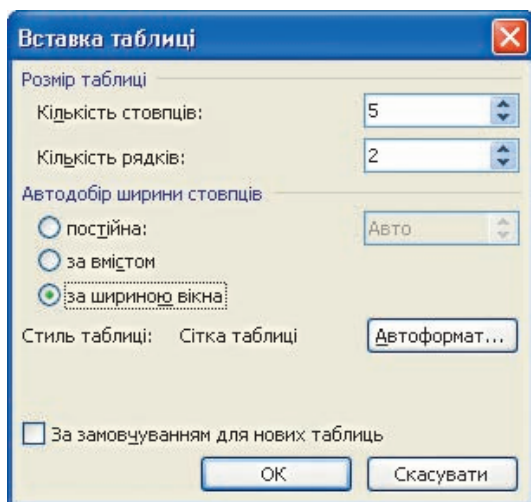 Вставка таблиці
Розмір таблиці
Кількість стовпців: 5
Кількість рядків: 2
Автодобір ширини стовпців
постійна: Авто
за вмістом
за шириною вікна
Стиль таблиці: Сітка таблиці Автоформат...
За замовчуванням для нових таблиць
ОК Скасувати